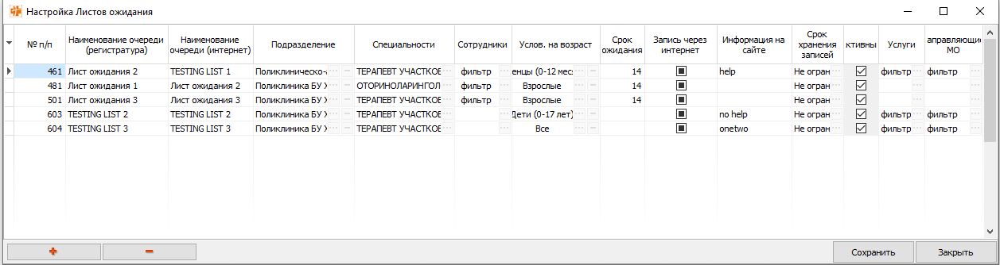 Настройка Листов ожидания
№ п/п Наименование очереди (регистратура) Наименование очереди (интернет) Подразделение Специальности Сотрудники Услов. на возраст Срок ожидания Запись через интернет Информация на сайте Срок хранения записей ктивны Услуги аправляющие МО
461 Лист ожидания 2 TESTING LIST 1 Поликлиническо- ТЕРАПЕВТ УЧАСТКОВ фильтр енцы (0-12 мес 14 help Не огран фильтр фильтр
481 Лист ожидания 1 Лист ожидания 2 Поликлиника БУ Х ОТОРИНОЛАРИНГОЛ фильтр Взрослые 14 Не огран
501 Лист ожидания 3 Лист ожидания 3 Поликлиника БУ Х ТЕРАПЕВТ УЧАСТКОВ фильтр Взрослые 14 Не огран
603 TESTING LIST 2 TESTING LIST 2 Поликлиника БУ Х ТЕРАПЕВТ УЧАСТКОВ Дети (0-17 лет) no help Не огран фильтр фильтр
604 TESTING LIST 3 TESTING LIST 3 Поликлиника БУ Х ТЕРАПЕВТ УЧАСТКОВ Все onetwo Не огран фильтр фильтр
Сохранить Закрыть